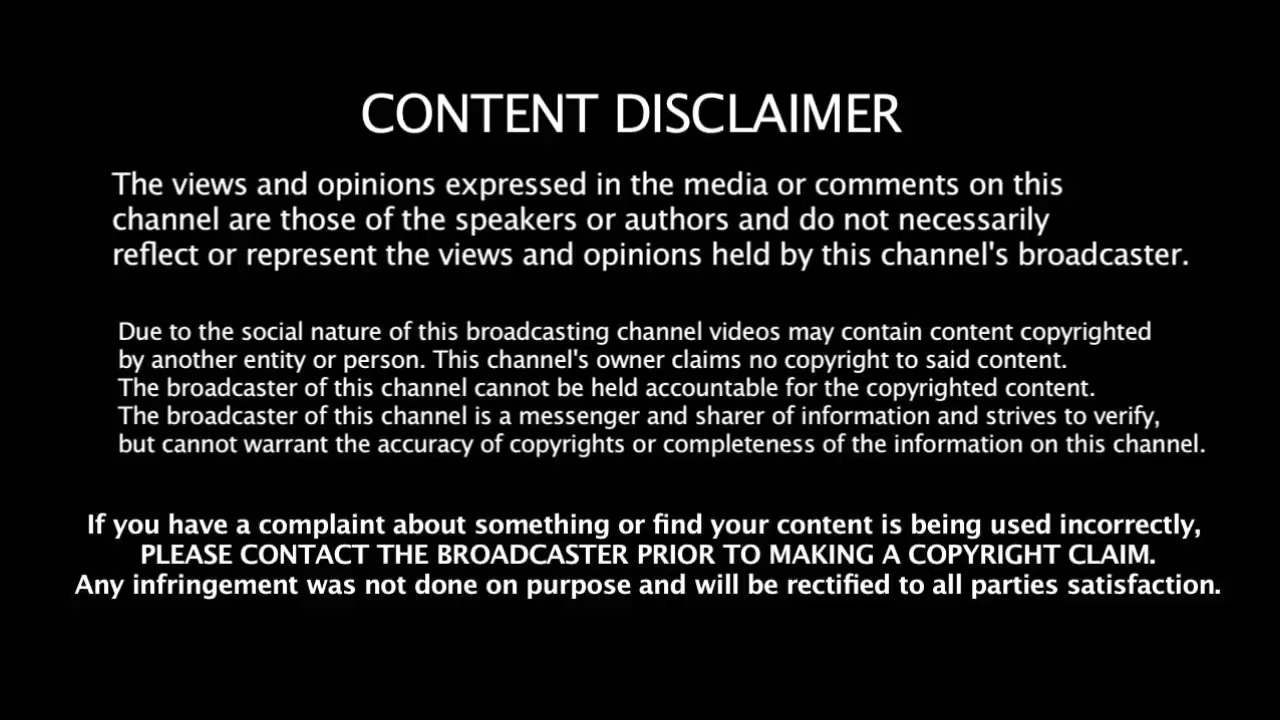 CONTENT DISCLAIMER
The views and opinions expressed in the media or comments on this
channel are those of the speakers or authors and do not necessarily
reflect or represent the views and opinions held by this channel's broadcaster.
Due to the social nature of this broadcasting channel videos may contain content copyrighted
by another entity or person. This channel's owner claims no copyright to said content.
The broadcaster of this channel cannot be held accountable for the copyrighted content.
The broadcaster of this channel is a messenger and sharer of information and strives to verify,
but cannot warrant the accuracy of copyrights or completeness of the information on this channel.
If you have a complaint about something or find your content is being used incorrectly,
PLEASE CONTACT THE BROADCASTER PRIOR TO MAKING A COPYRIGHT CLAIM.
Any infringement was not done on purpose and will be rectified to all parties satisfaction.